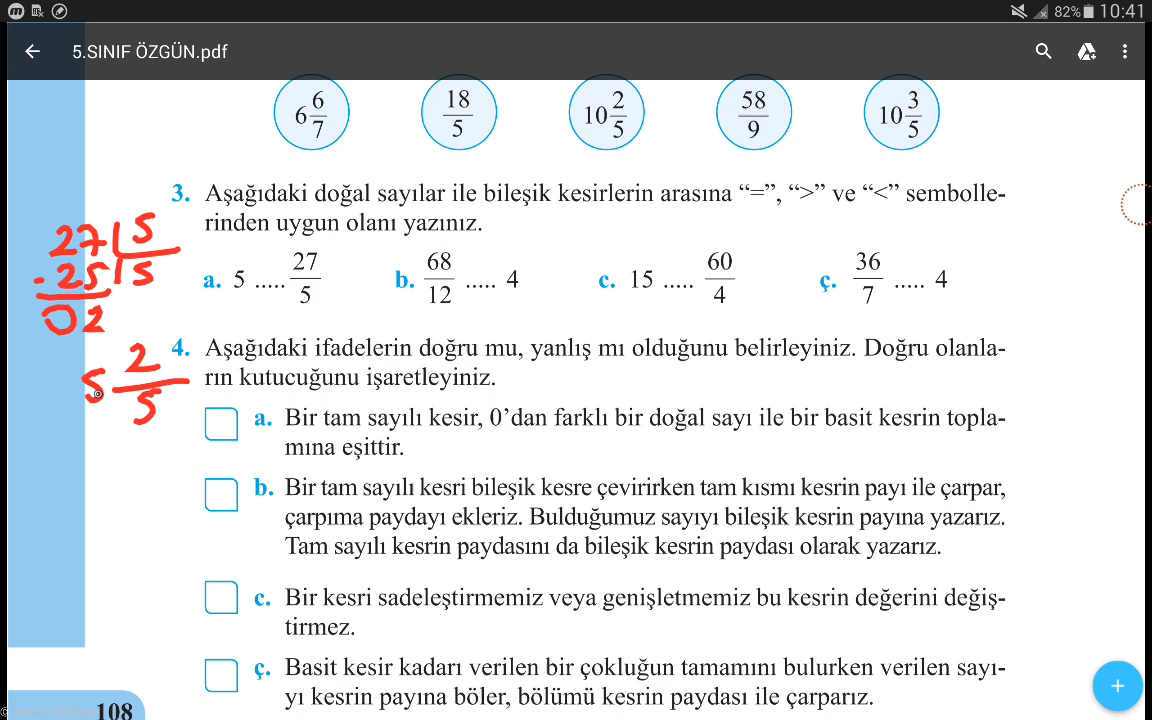 82% 10:41
5.SINIF ÖZGÜN.pdf
6 6/7 18/5 10 2/5 58/9 10 3/5
3. Aşağıdaki doğal sayılar ile bileşik kesirlerin arasına “=”, “>” ve “<” sembolle-
rinden uygun olanı yazınız.
27 5
- 25 5
02
a. 5 ..... 27/5 b. 68/12 ..... 4 c. 15 ..... 60/4 ç. 36/7 ..... 4
5 2/5
4. Aşağıdaki ifadelerin doğru mu, yanlış mı olduğunu belirleyiniz. Doğru olanla-
rın kutucuğunu işaretleyiniz.
a. Bir tam sayılı kesir, 0’dan farklı bir doğal sayı ile bir basit kesrin topla-
mına eşittir.
b. Bir tam sayılı kesri bileşik kesre çevirirken tam kısmı kesrin payı ile çarpar,
çarpıma paydayı ekleriz. Bulduğumuz sayıyı bileşik kesrin payına yazarız.
Tam sayılı kesrin paydasını da bileşik kesrin paydası olarak yazarız.
c. Bir kesri sadeleştirmemiz veya genişletmemiz bu kesrin değerini değiş-
tirmez.
ç. Basit kesir kadarı verilen bir çokluğun tamamını bulurken verilen sayı-
yı kesrin payına böler, bölümü kesrin paydası ile çarparız.
108